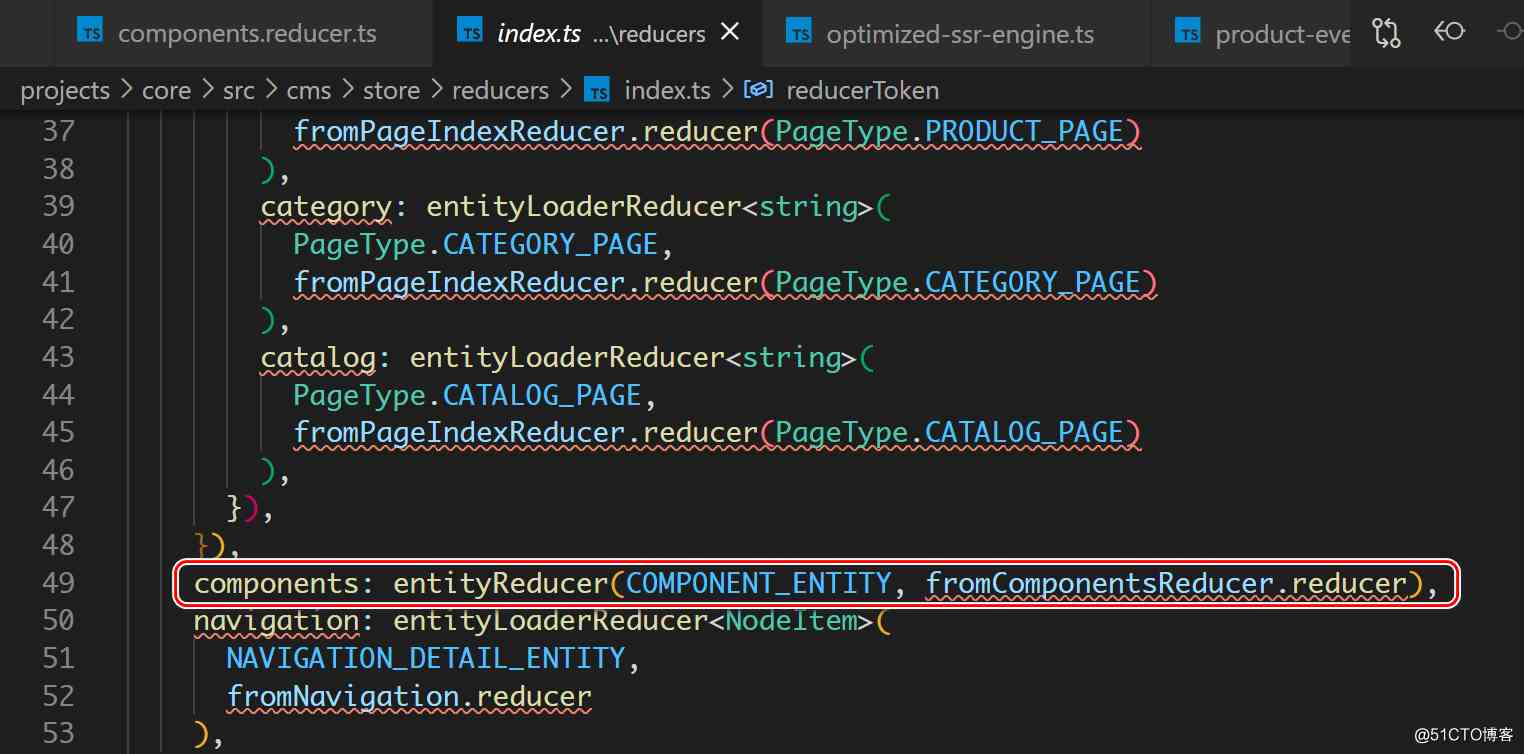 TS components.reducer.ts TS index.ts ...\reducers TS optimized-ssr-engine.ts TS product-eve
projects > core > src > cms > store > reducers > TS index.ts > reducerToken
37 fromPageIndexReducer.reducer(PageType.PRODUCT_PAGE)
38 ),
39 category: entityLoaderReducer<string>(
40 PageType.CATEGORY_PAGE,
41 fromPageIndexReducer.reducer(PageType.CATEGORY_PAGE)
42 ),
43 catalog: entityLoaderReducer<string>(
44 PageType.CATALOG_PAGE,
45 fromPageIndexReducer.reducer(PageType.CATALOG_PAGE)
46 ),
47 }),
48 }),
49 components: entityReducer(COMPONENT_ENTITY, fromComponentsReducer.reducer),
50 navigation: entityLoaderReducer<NodeItem>(
51 NAVIGATION_DETAIL_ENTITY,
52 fromNavigation.reducer
53 ),
@51CTO博客